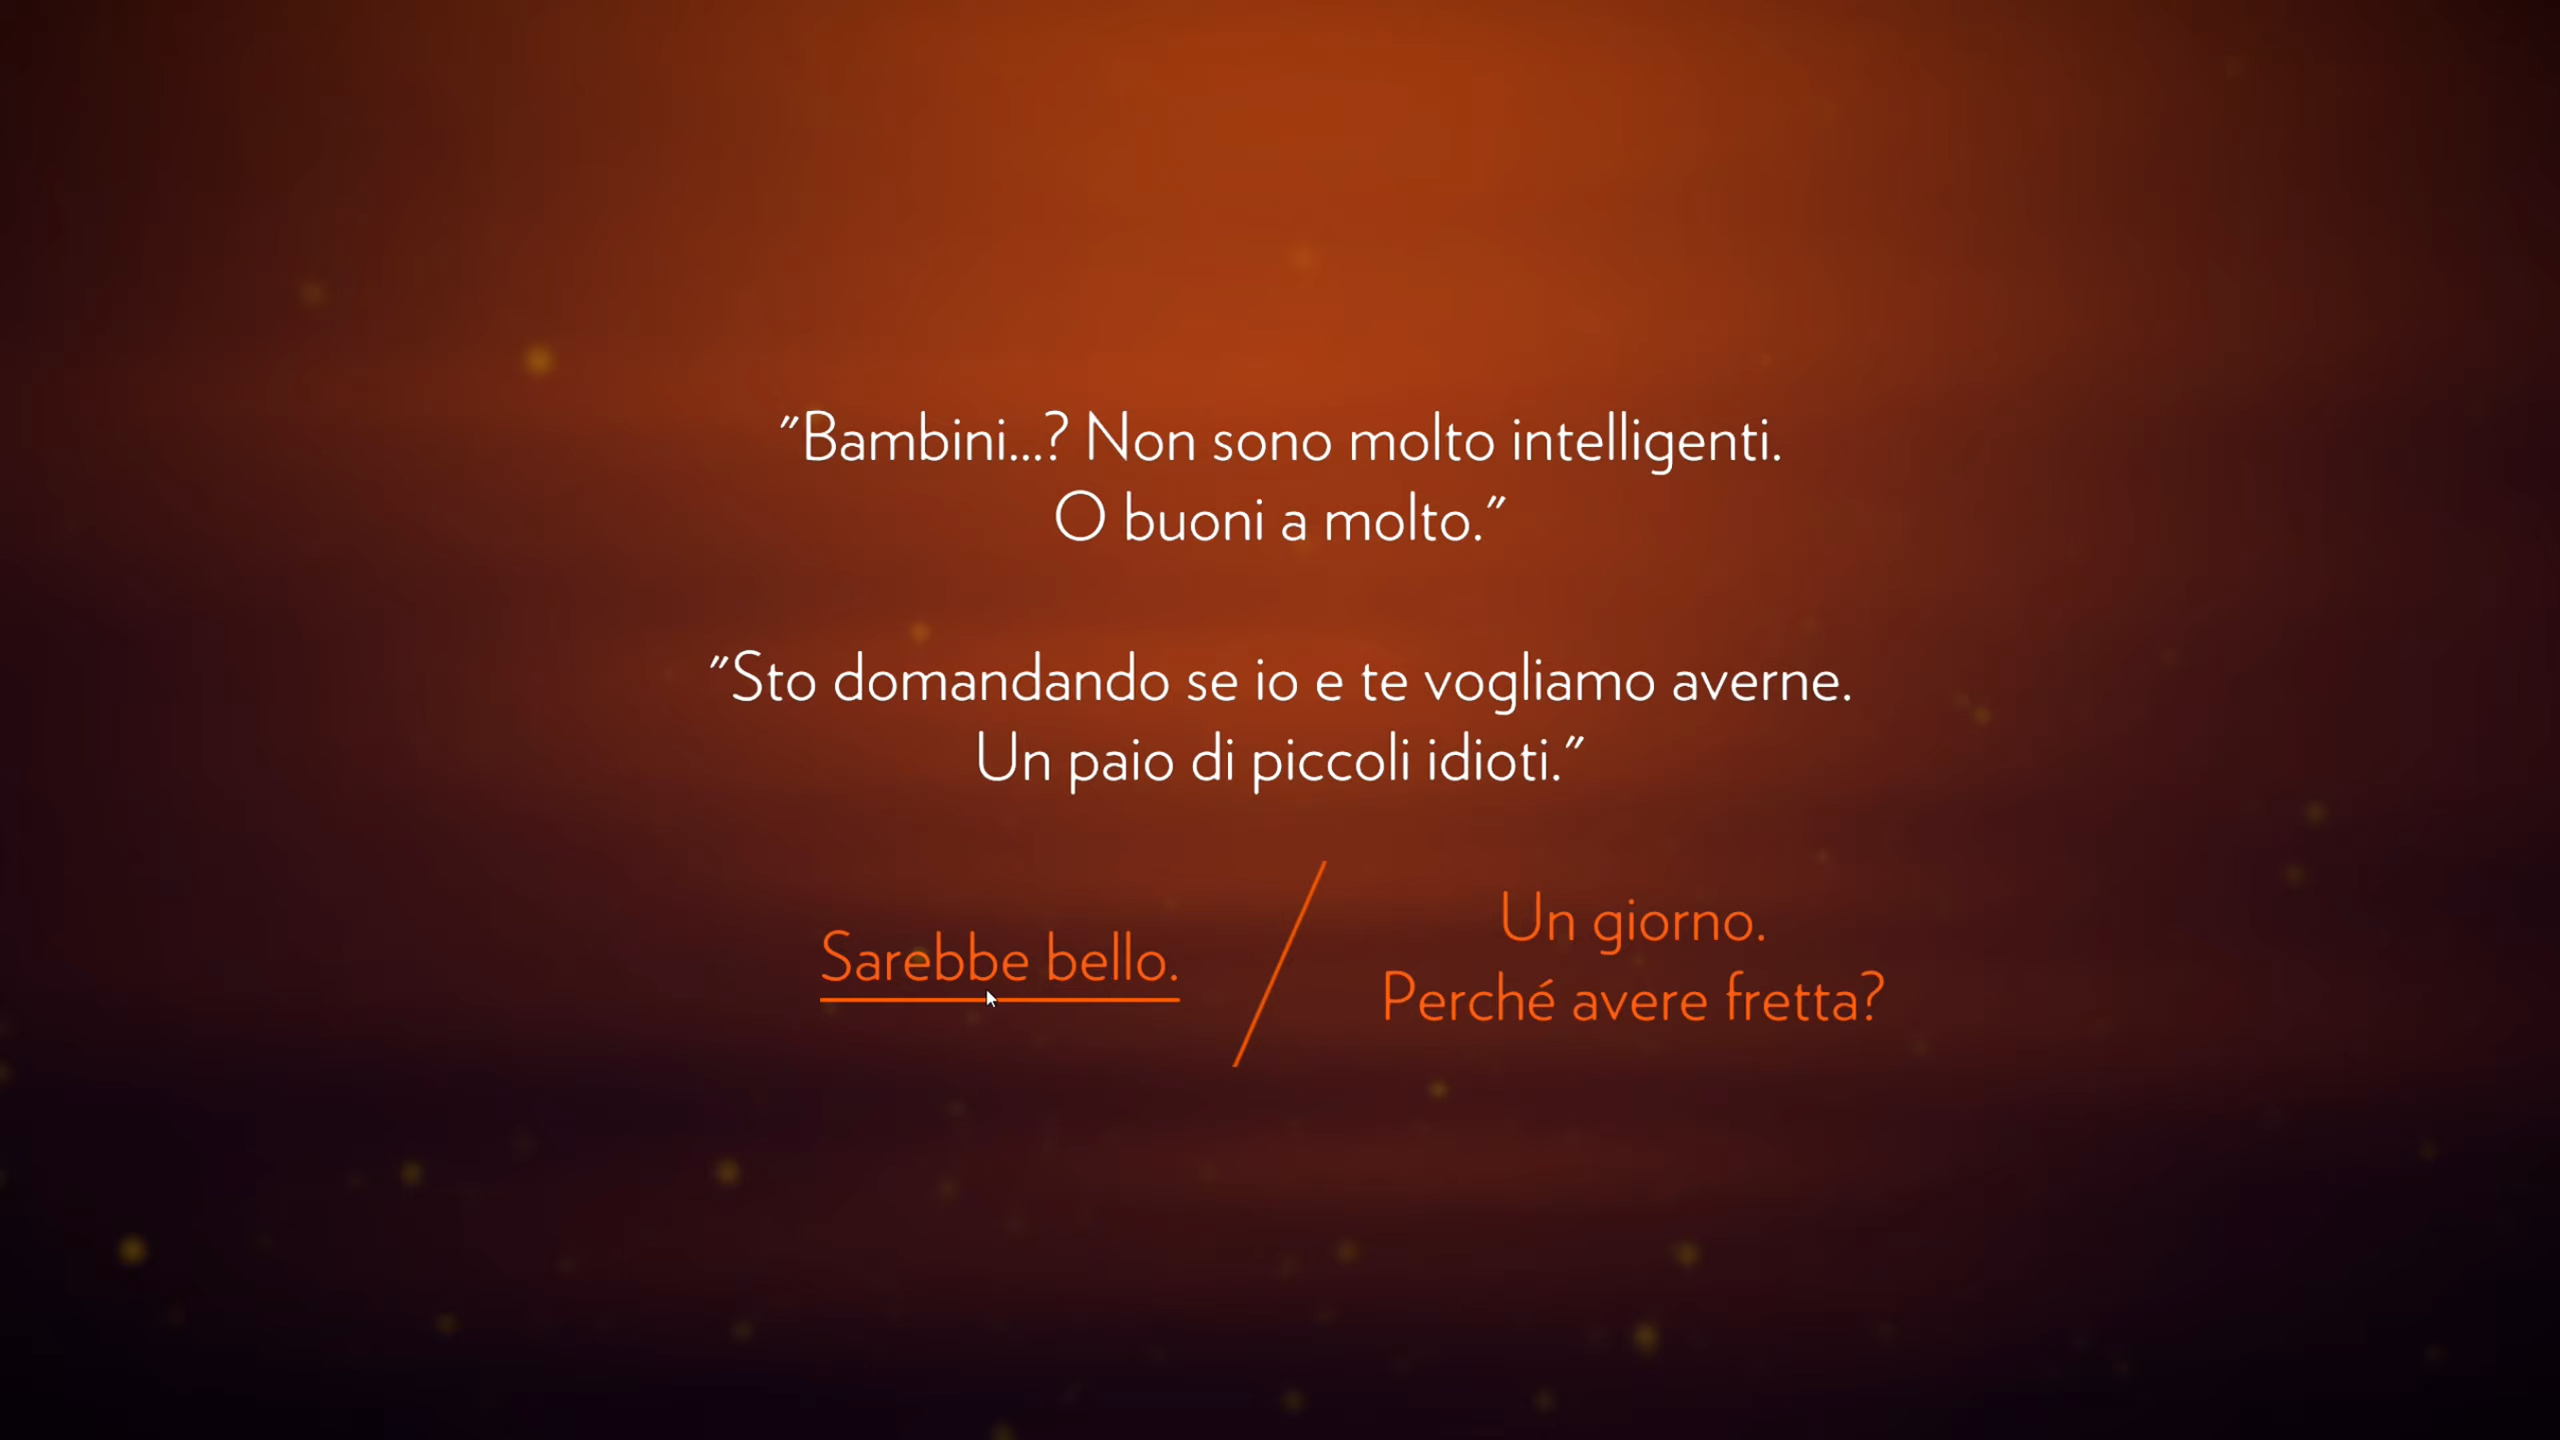 "Bambini...? Non sono molto intelligenti.
O buoni a molto."
"Sto domandando se io e te vogliamo averne.
Un paio di piccoli idioti."
Sarebbe bello.
Un giorno.
Perché avere fretta?